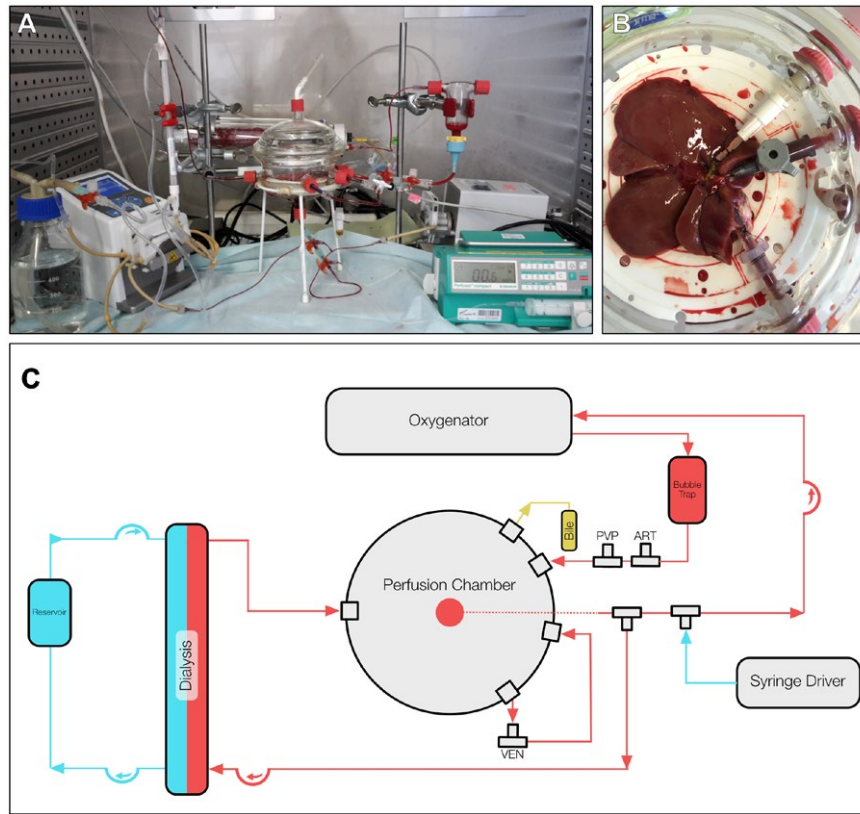 A
B
C
Oxygenator
Bubble
Trap
Bile
PVP
ART
Perfusion Chamber
Reservoir
Dialysis
Syringe Driver
VEN